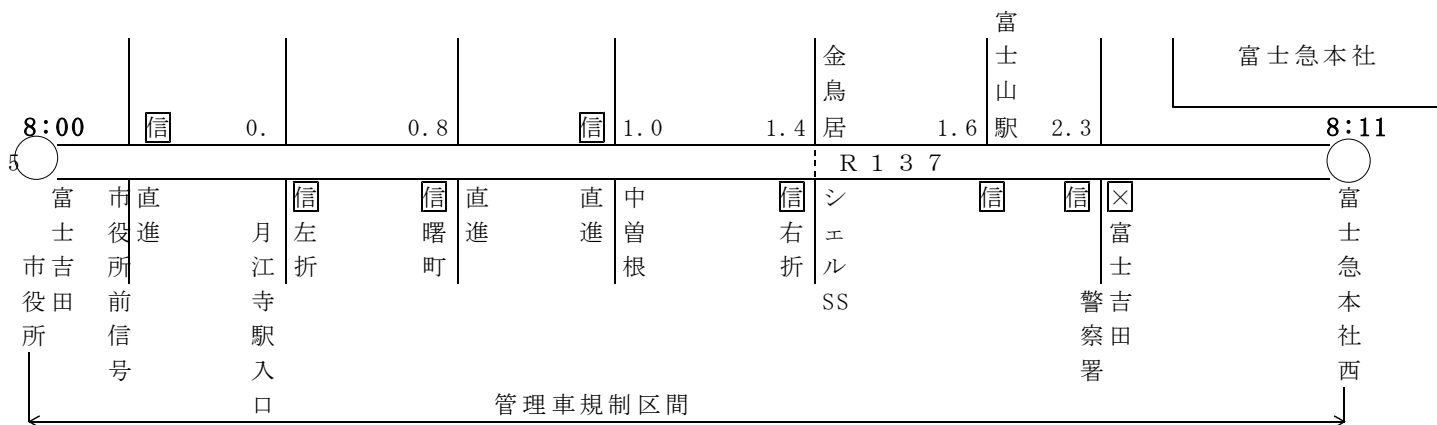 富士急本社
8:00
信
0.
5
0.8
信
1.0
1.4
金鳥居
1.6
富士山駅
2.3
8:11
R137
富士吉田
市役所
市役所前信号
直進
月江寺駅入口
信
左折
信
曙町
直進
直進
中曽根
信
右折
シェルSS
信
信
×
富士吉田
警察署
富士急本社西
管理車規制区間